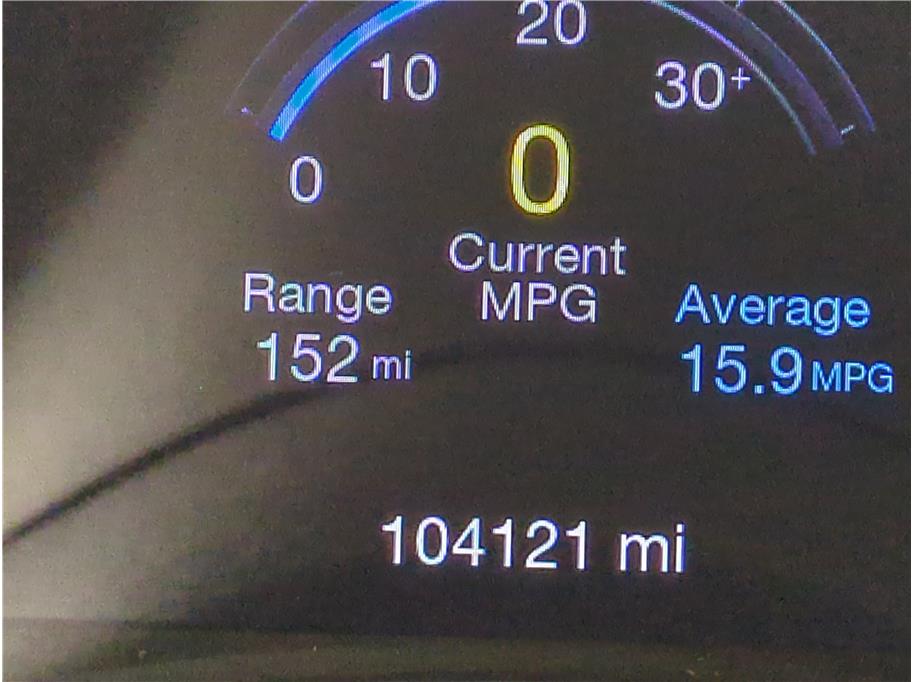 20
10
30+
0
0
Current
MPG
Range
152 mi
Average
15.9 MPG
104121 mi